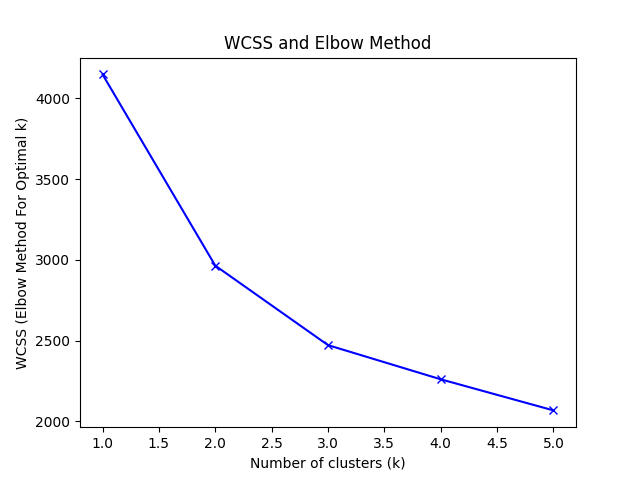 WCSS and Elbow Method
WCSS (Elbow Method For Optimal k)
4000
3500
3000
2500
2000
1.0 1.5 2.0 2.5 3.0 3.5 4.0 4.5 5.0
Number of clusters (k)